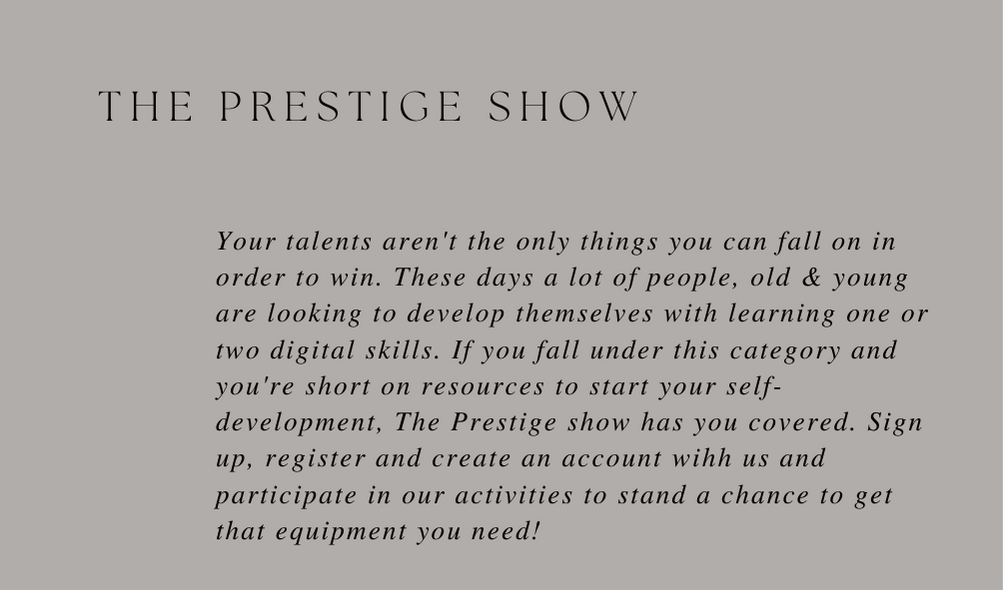 THE PRESTIGE SHOW
Your talents aren't the only things you can fall on in
order to win. These days a lot of people, old & young
are looking to develop themselves with learning one or
two digital skills. If you fall under this category and
you're short on resources to start your self-
development, The Prestige show has you covered. Sign
up, register and create an account wihh us and
participate in our activities to stand a chance to get
that equipment you need!